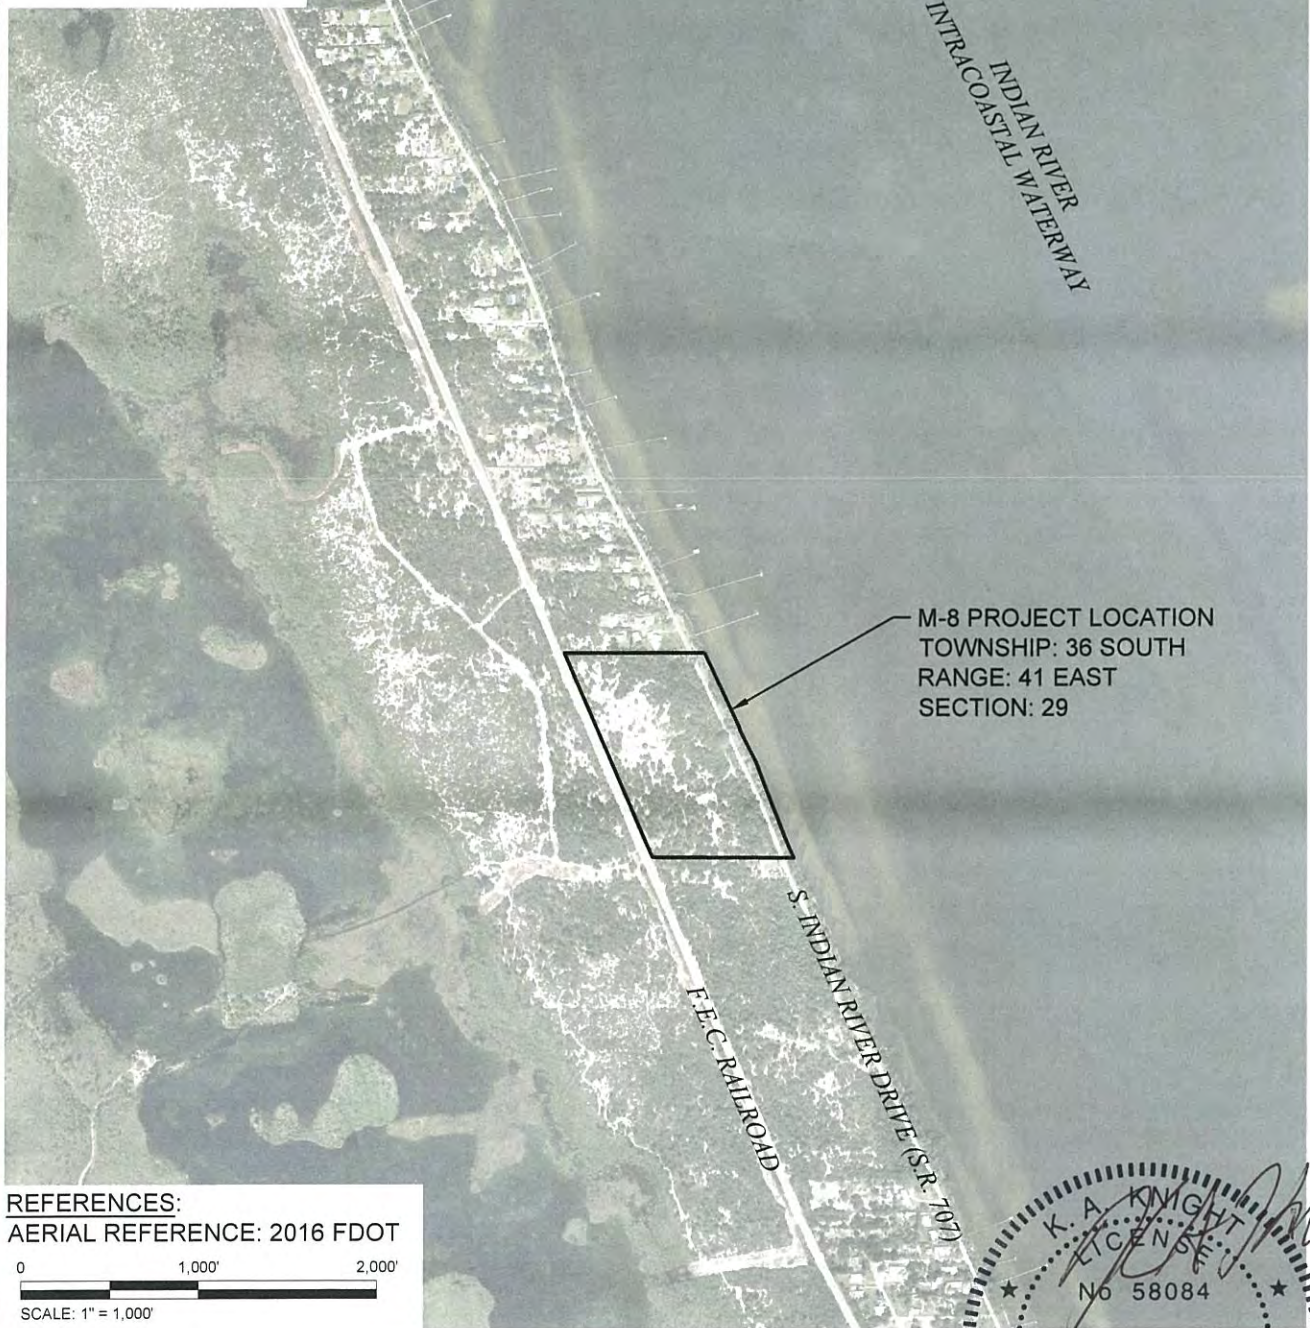 INDIAN RIVER
INTRACOASTAL WATERWAY
M-8 PROJECT LOCATION
TOWNSHIP: 36 SOUTH
RANGE: 41 EAST
SECTION: 29
S. INDIAN RIVER DRIVE (S.R. 707)
F.E.C. RAILROAD
REFERENCES:
AERIAL REFERENCE: 2016 FDOT
0 1,000' 2,000'
SCALE: 1" = 1,000'
K. A. KNIGHT
LICENSE
No 58084